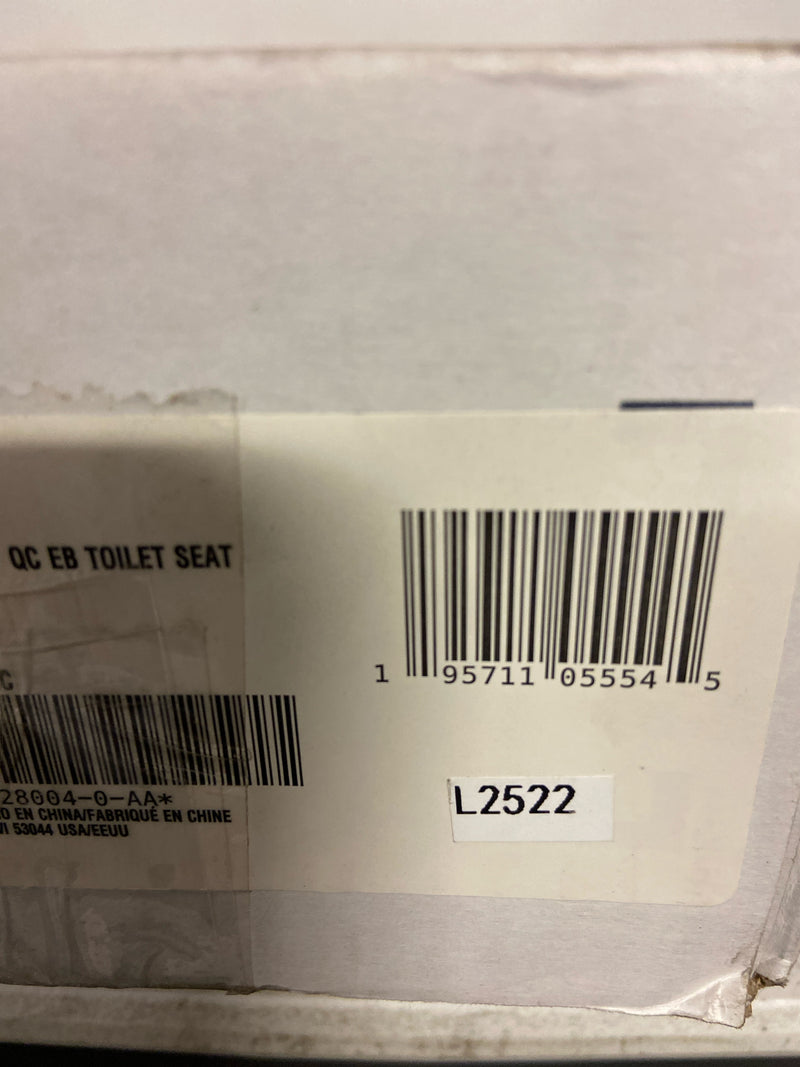 QC EB TOILET SEAT
1 95711 05554 5
28004-0-AA*
EN CHINA/FABRIQUÉ EN CHINE
53044 USA/EEUU
L2522